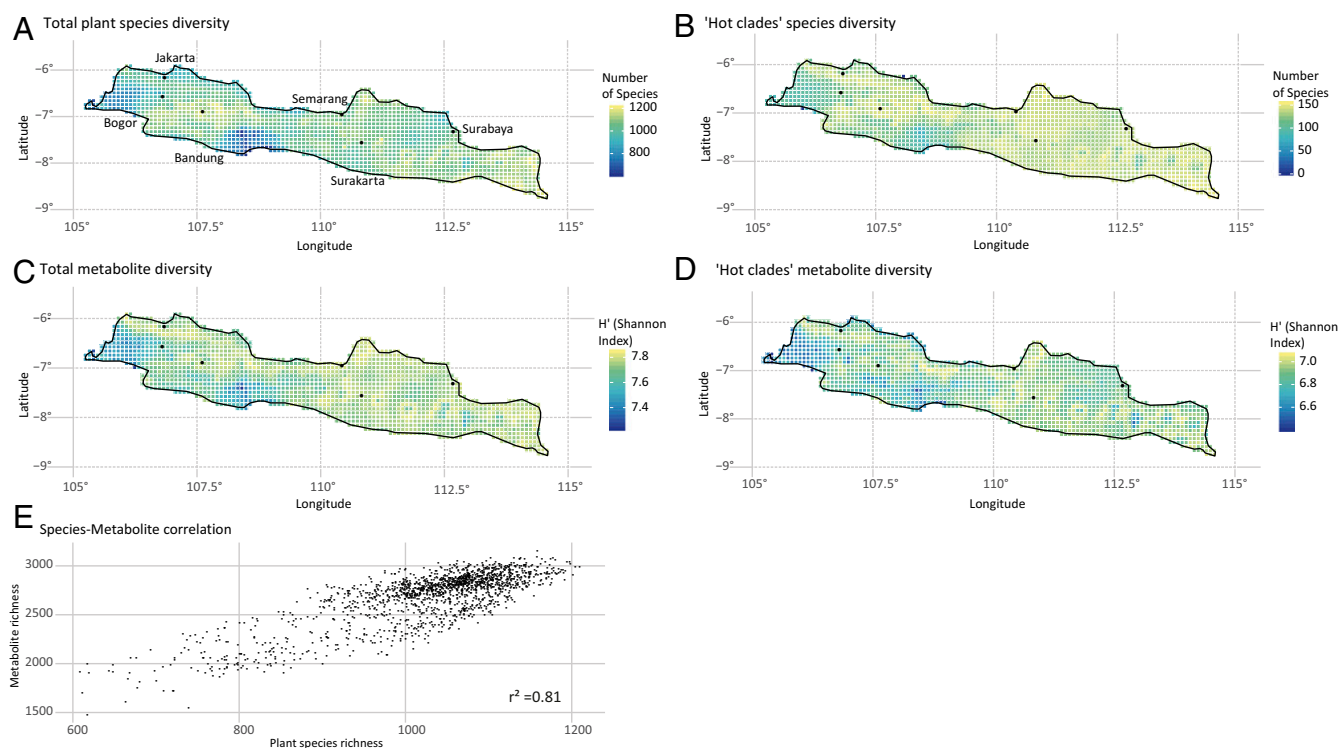 A Total plant species diversity
Jakarta
−6°
Semarang
Number
of Species
1200
1000
800
Latitude
−7°
Bogor
Surabaya
Bandung
−8°
Surakarta
−9°
105° 107.5° 110° 112.5° 115°
Longitude
B 'Hot clades' species diversity
−6°
Number
of Species
150
100
50
0
Latitude
−7°
−8°
−9°
105° 107.5° 110° 112.5° 115°
Longitude
C Total metabolite diversity
−6°
H' (Shannon
Index)
7.8
7.6
7.4
Latitude
−7°
−8°
−9°
105° 107.5° 110° 112.5° 115°
Longitude
D 'Hot clades' metabolite diversity
−6°
H' (Shannon
Index)
7.0
6.6
Latitude
−7°
−8°
−9°
105° 107.5° 110° 112.5° 115°
Longitude
E Species-Metabolite correlation
Metabolite richness
3000
2500
2000
1500
r² =0.81
600 800 1000 1200
Plant species richness